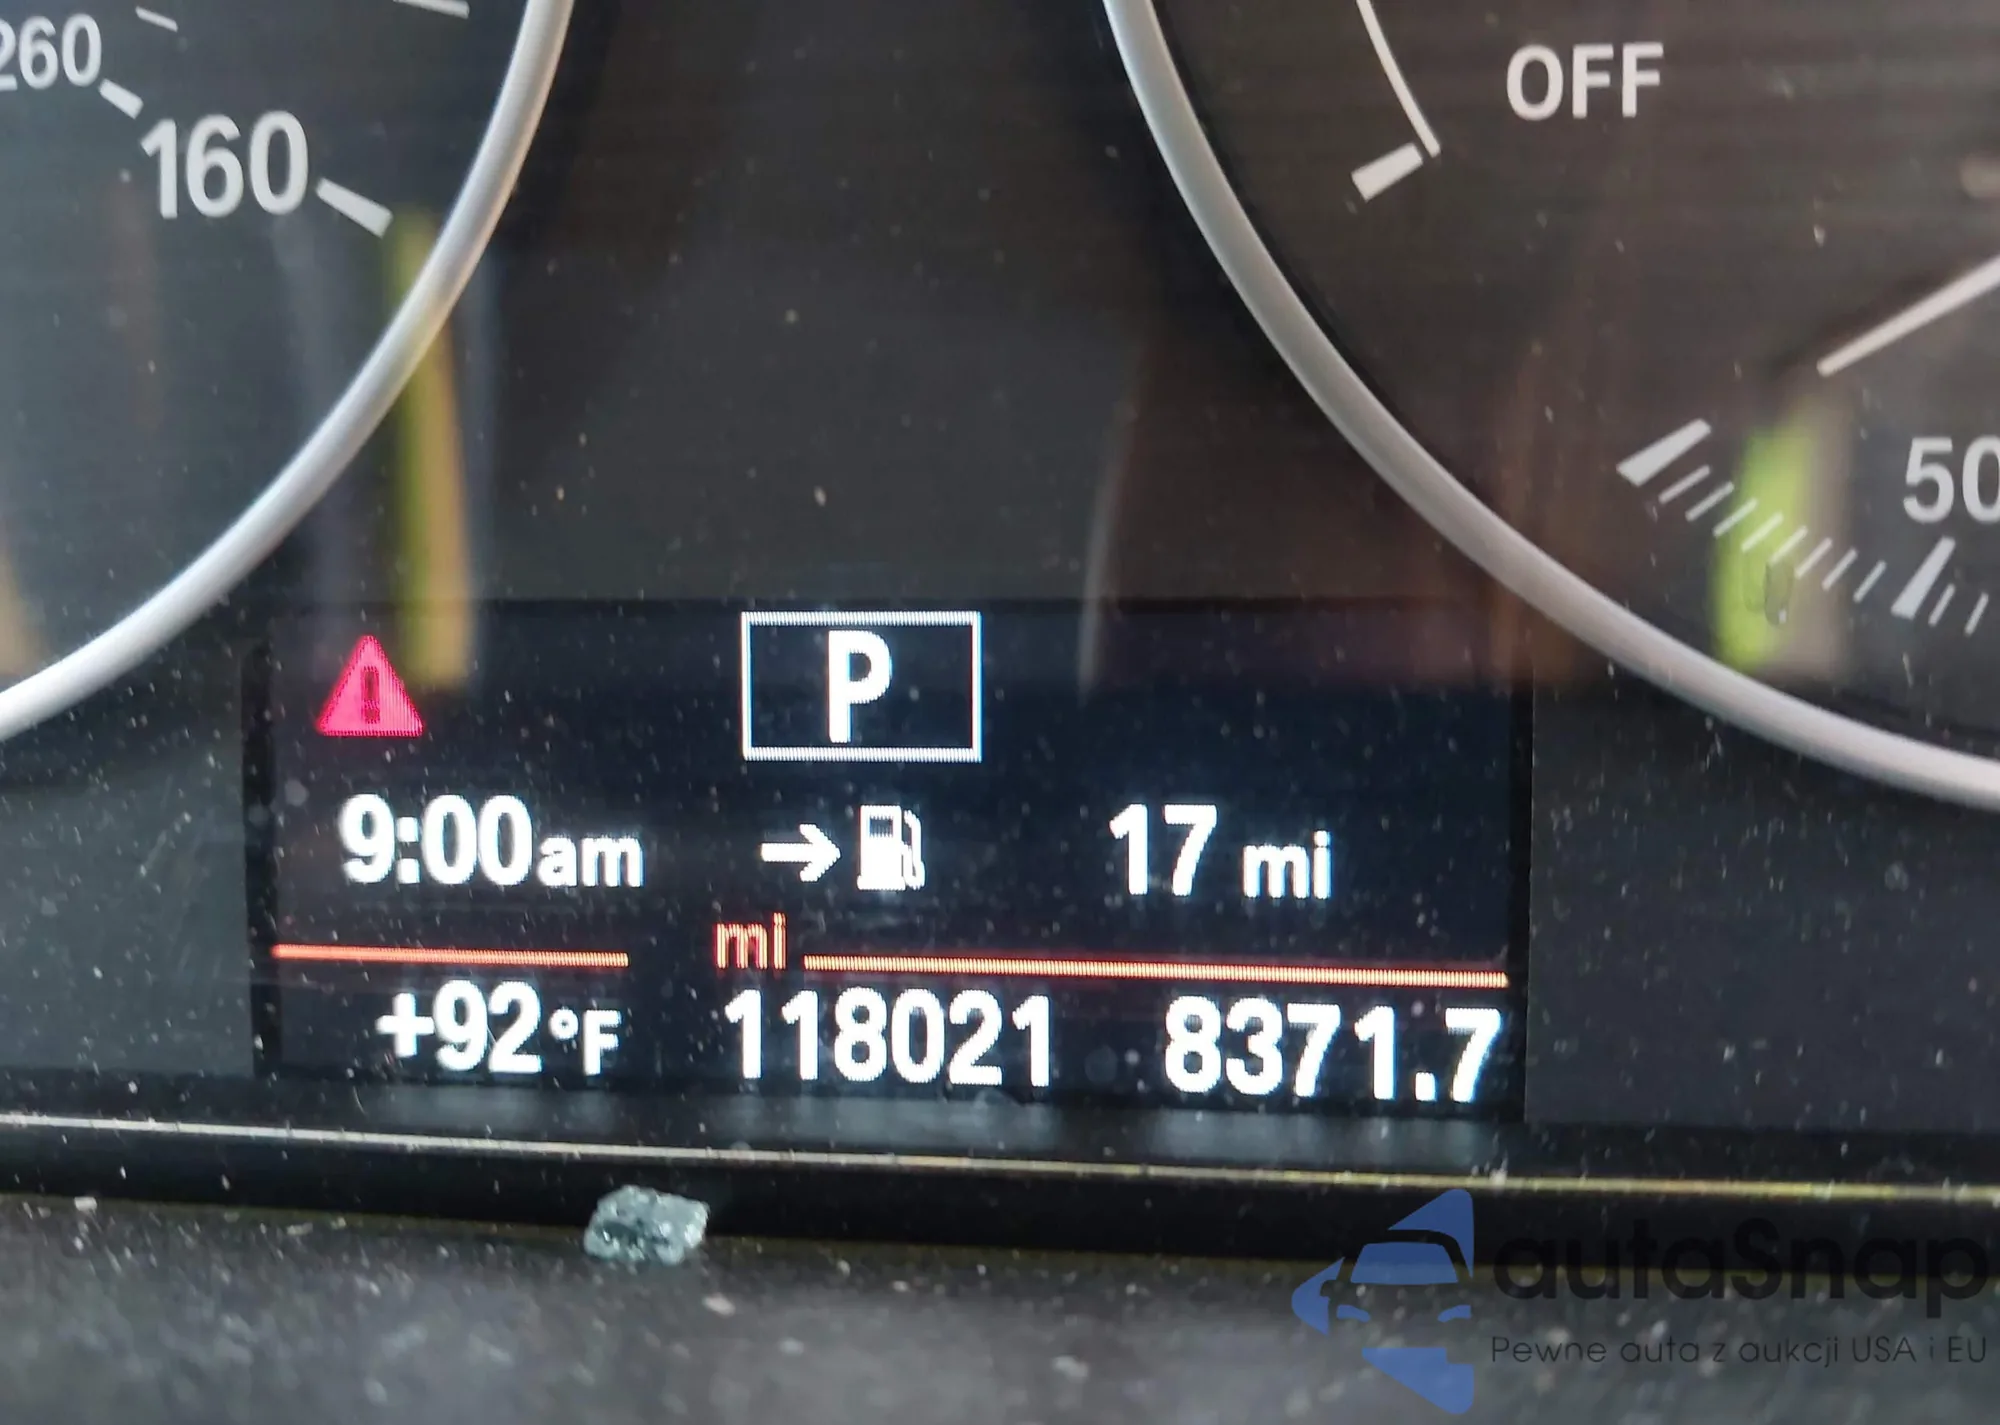 260
160
OFF
50
P
9:00am
17 mi
mi
+92°F 118021 8371.7
autaSnap
Pewne auta z aukcji USA i EU